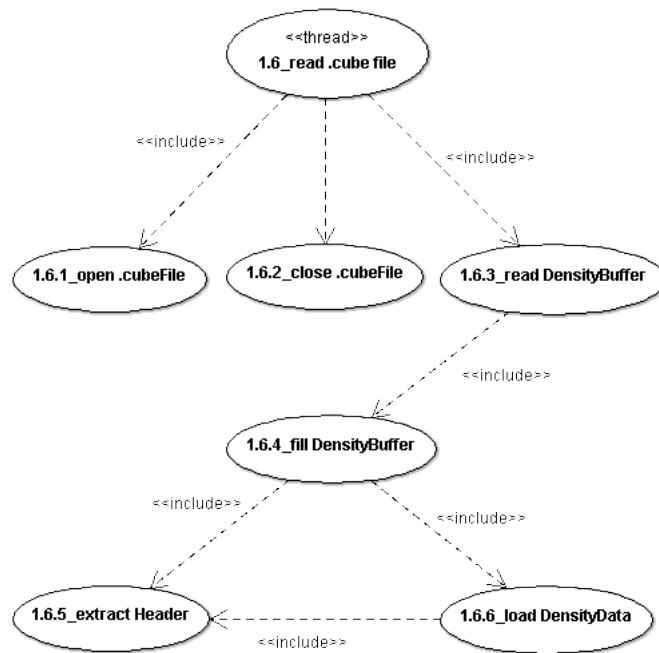 <<thread>>
1.6_read .cube file
<<include>>
<<include>>
1.6.1_open .cubeFile
1.6.2_close .cubeFile
1.6.3_read DensityBuffer
<<include>>
1.6.4_fill DensityBuffer
<<include>>
<<include>>
1.6.5_extract Header
1.6.6_load DensityData
<<include>>